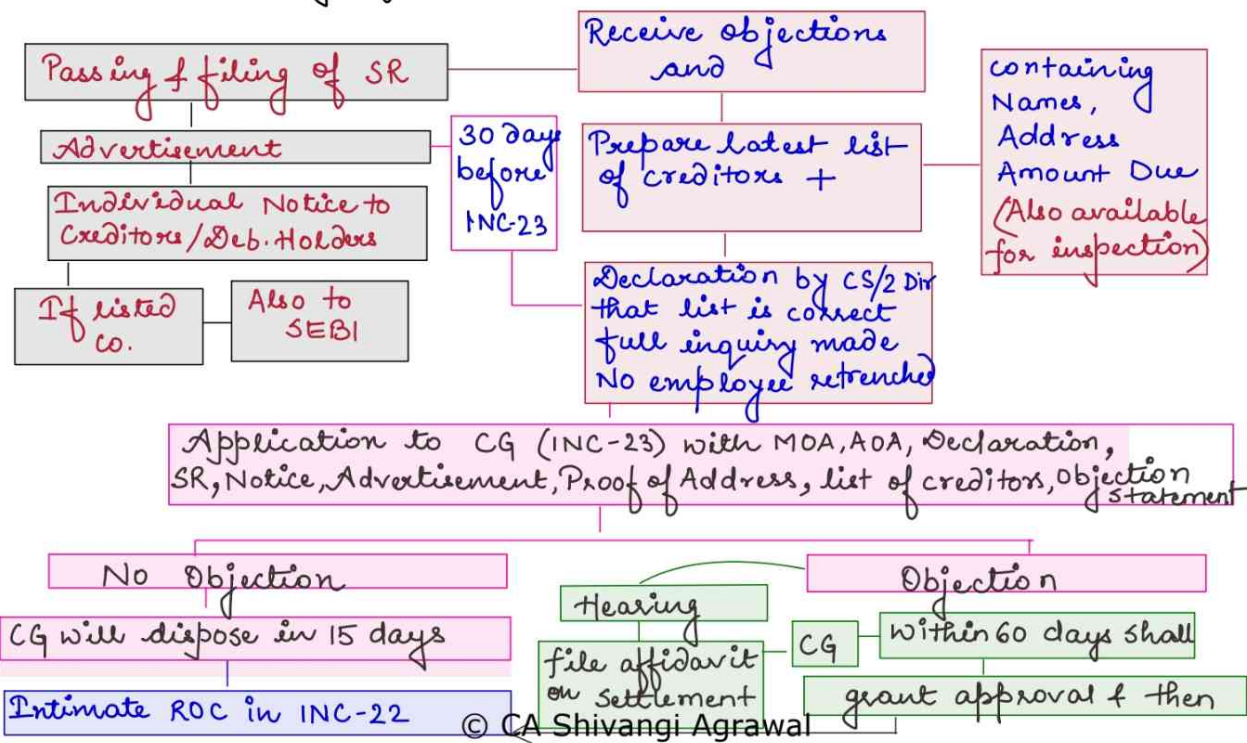 Passing & filing of SR
Advertisement
Individual Notice to
Creditors/Deb. Holders
If listed
co.
Also to
SEBI
30 days
before
INC-23
Receive objections
and
Prepare latest list
of creditors +
containing
Names,
Address
Amount Due
(Also available
for inspection)
Declaration by CS/2 Dir
that list is correct
full inquiry made
No employee retrenched
Application to CG (INC-23) with MOA, AOA, Declaration,
SR, Notice, Advertisement, Proof of Address, list of creditors, Objection
statement
No Objection
CG will dispose in 15 days
Intimate ROC in INC-22
Objection
Hearing
file affidavit
on settlement
CG
Within 60 days shall
grant approval & then
© CA Shivangi Agrawal